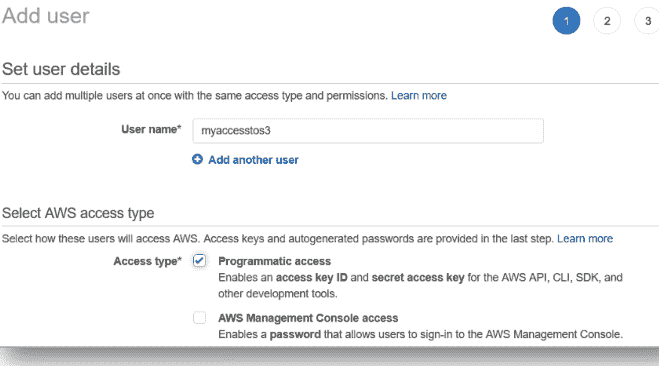 Add user
1 2 3
Set user details
You can add multiple users at once with the same access type and permissions. Learn more
User name* myaccesstos3
Add another user
Select AWS access type
Select how these users will access AWS. Access keys and autogenerated passwords are provided in the last step. Learn more
Access type* Programmatic access
Enables an access key ID and secret access key for the AWS API, CLI, SDK, and
other development tools.
AWS Management Console access
Enables a password that allows users to sign-in to the AWS Management Console.